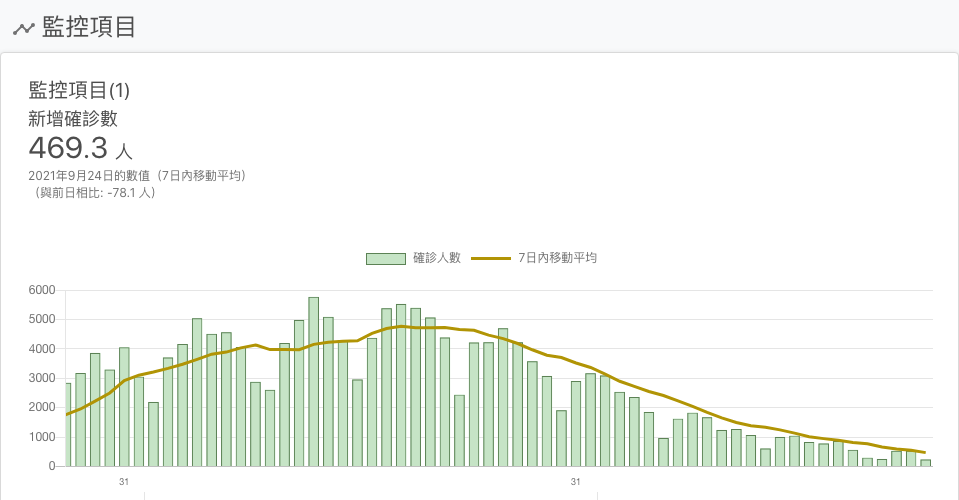 監控項目
監控項目(1)
新增確診數
469.3 人
2021年9月24日的數值（7日內移動平均）
（與前日相比: -78.1 人）
確診人數 7日內移動平均
6000
5000
4000
3000
2000
1000
0
31 31